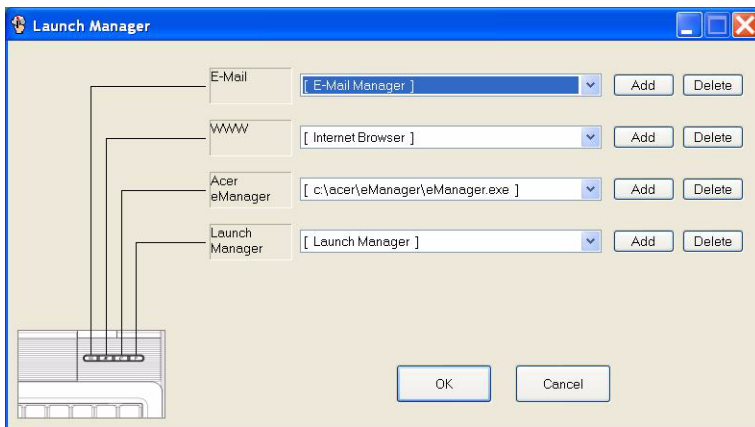 Launch Manager
E-Mail
[ E-Mail Manager ]
Add
Delete
WWW
[ Internet Browser ]
Add
Delete
Acer
eManager
[ c:\acer\eManager\eManager.exe ]
Add
Delete
Launch
Manager
[ Launch Manager ]
Add
Delete
OK
Cancel